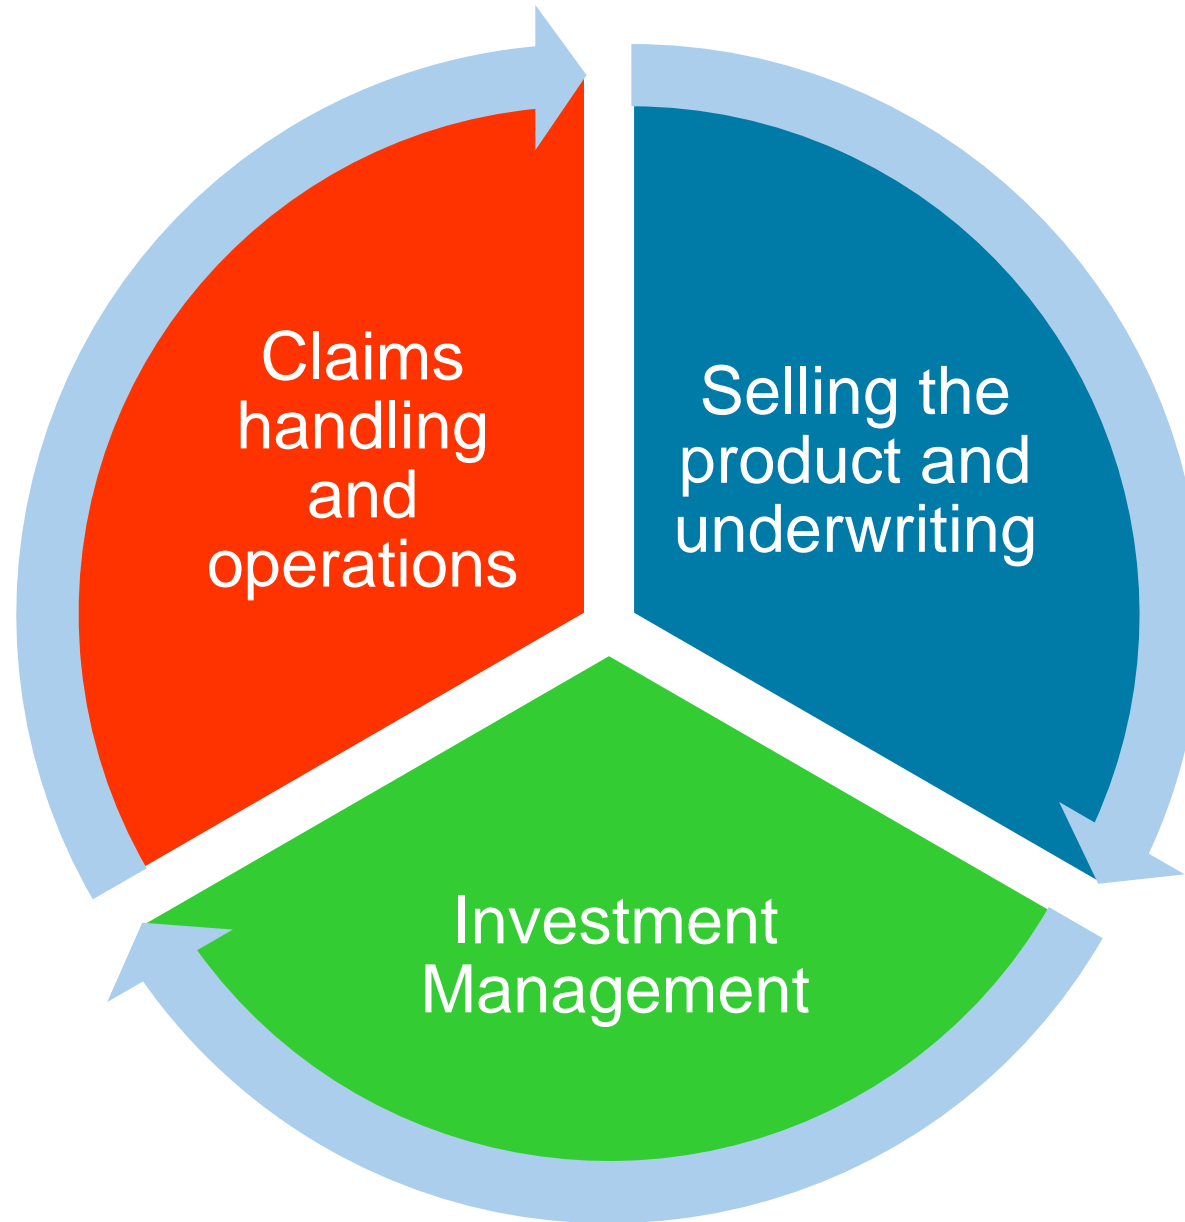 Claims
handling
and
operations
Selling the
product and
underwriting
Investment
Management